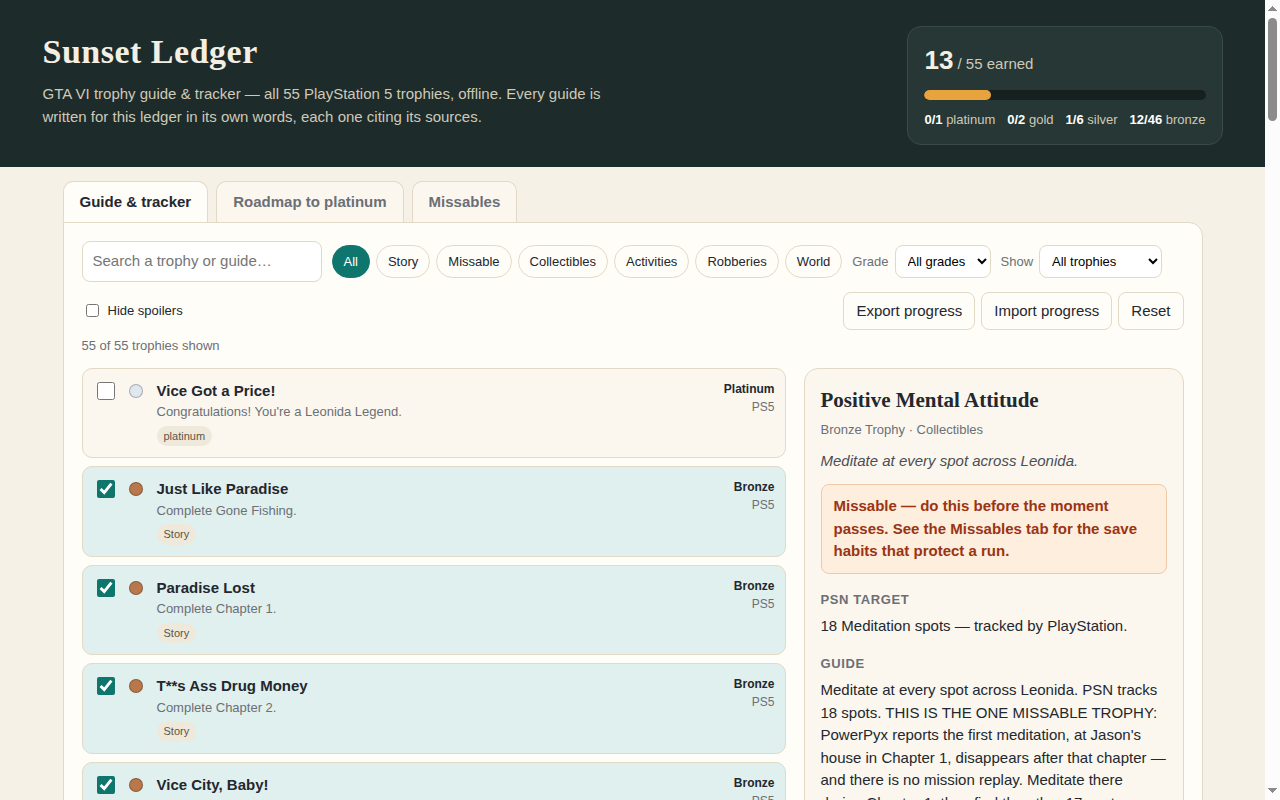 Sunset Ledger
GTA VI trophy guide & tracker — all 55 PlayStation 5 trophies, offline. Every guide is
written for this ledger in its own words, each one citing its sources.
13 / 55 earned
0/1 platinum 0/2 gold 1/6 silver 12/46 bronze
Guide & tracker
Roadmap to platinum
Missables
Search a trophy or guide…
All
Story
Missable
Collectibles
Activities
Robberies
World
Grade
All grades
Show
All trophies
Hide spoilers
Export progress
Import progress
Reset
55 of 55 trophies shown
Vice Got a Price!
Congratulations! You're a Leonida Legend.
platinum
Platinum
PS5
Just Like Paradise
Complete Gone Fishing.
Story
Bronze
PS5
Paradise Lost
Complete Chapter 1.
Story
Bronze
PS5
T**s Ass Drug Money
Complete Chapter 2.
Story
Bronze
PS5
Vice City, Baby!
Bronze
Positive Mental Attitude
Bronze Trophy · Collectibles
Meditate at every spot across Leonida.
Missable — do this before the moment
passes. See the Missables tab for the save
habits that protect a run.
PSN TARGET
18 Meditation spots — tracked by PlayStation.
GUIDE
Meditate at every spot across Leonida. PSN tracks
18 spots. THIS IS THE ONE MISSABLE TROPHY:
PowerPyx reports the first meditation, at Jason's
house in Chapter 1, disappears after that chapter —
and there is no mission replay. Meditate there